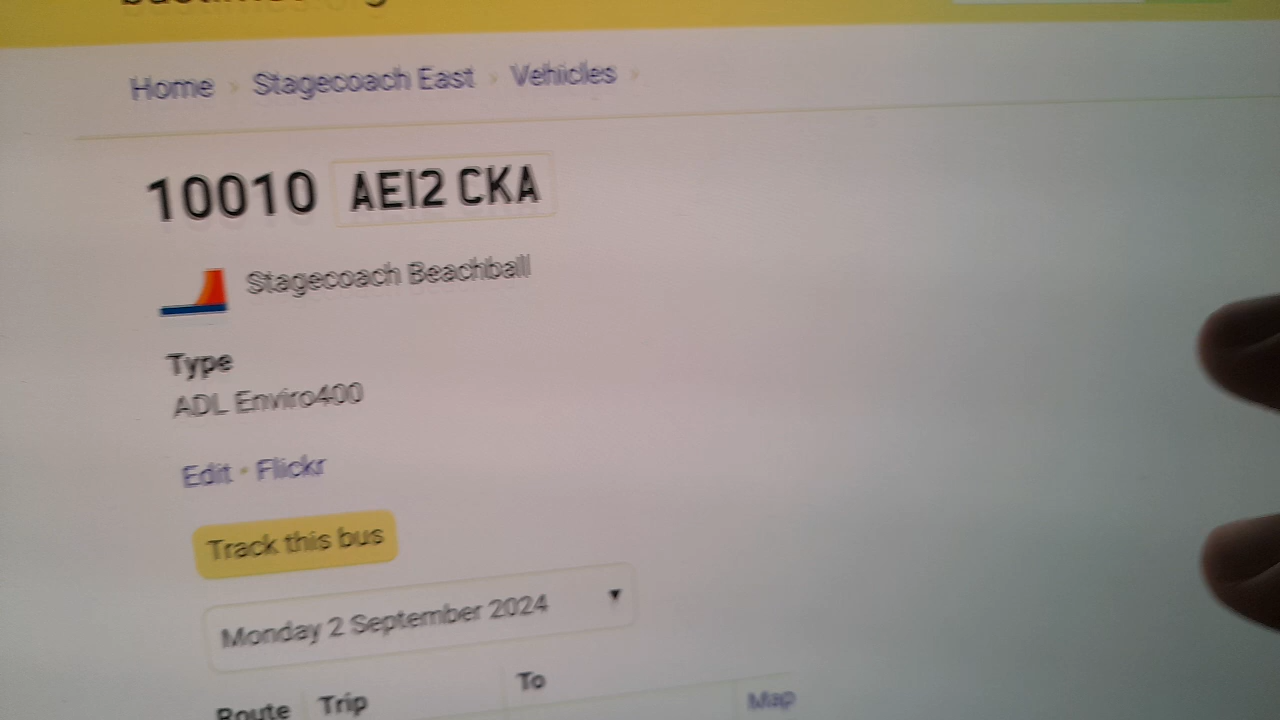 Home › Stagecoach East › Vehicles ›
10010 AE12 CKA
Stagecoach Beachball
Type
ADL Enviro400
Edit · Flickr
Track this bus
Monday 2 September 2024 ▾
Route Trip To Map